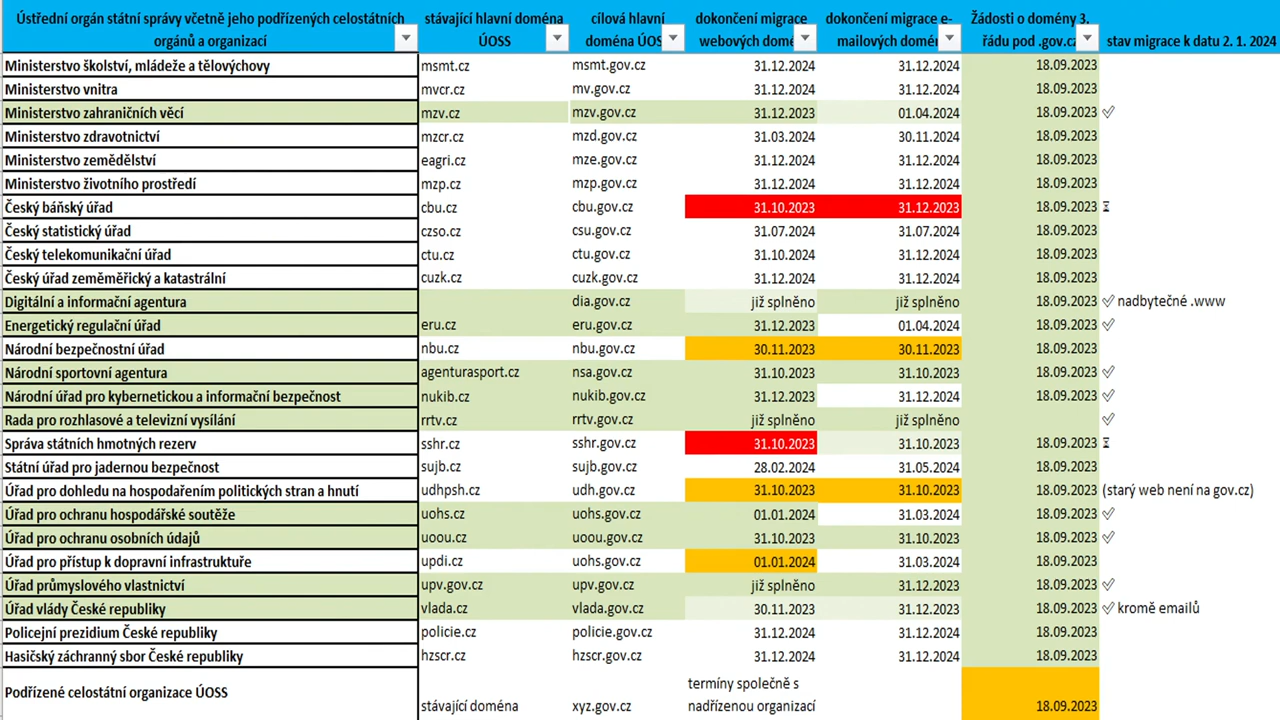 Ústřední orgán státní správy včetně jeho podřízených celostátních orgánů a organizací stávající hlavní doména ÚOSS cílová hlavní doména ÚOS dokončení migrace webových domé dokončení migrace e-mailových domén Žádosti o domény 3. řádu pod .gov.c stav migrace k datu 2. 1. 2024
Ministerstvo školství, mládeže a tělovýchovy msmt.cz msmt.gov.cz 31.12.2024 31.12.2024 18.09.2023
Ministerstvo vnitra mvcr.cz mv.gov.cz 31.12.2024 31.12.2024 18.09.2023
Ministerstvo zahraničních věcí mzv.cz mzv.gov.cz 31.12.2023 01.04.2024 18.09.2023 ✓
Ministerstvo zdravotnictví mzcr.cz mzd.gov.cz 31.03.2024 30.11.2024 18.09.2023
Ministerstvo zemědělství eagri.cz mze.gov.cz 31.12.2024 31.12.2024 18.09.2023
Ministerstvo životního prostředí mzp.cz mzp.gov.cz 31.12.2024 31.12.2024 18.09.2023
Český báňský úřad cbu.cz cbu.gov.cz 31.10.2023 31.12.2023 18.09.2023 ⧖
Český statistický úřad czso.cz csu.gov.cz 31.07.2024 31.07.2024 18.09.2023
Český telekomunikační úřad ctu.cz ctu.gov.cz 31.10.2024 31.12.2024 18.09.2023
Český úřad zeměměřický a katastrální cuzk.cz cuzk.gov.cz 31.12.2024 31.12.2024 18.09.2023
Digitální a informační agentura dia.gov.cz již splněno již splněno 18.09.2023 ✓ nadbytečné .www
Energetický regulační úřad eru.cz eru.gov.cz 31.12.2023 01.04.2024 18.09.2023 ✓
Národní bezpečnostní úřad nbu.cz nbu.gov.cz 30.11.2023 30.11.2023 18.09.2023
Národní sportovní agentura agenturasport.cz nsa.gov.cz 31.10.2023 31.10.2023 18.09.2023 ✓
Národní úřad pro kybernetickou a informační bezpečnost nukib.cz nukib.gov.cz 31.12.2023 31.12.2024 18.09.2023 ✓
Rada pro rozhlasové a televizní vysílání rrtv.cz rrtv.gov.cz již splněno již splněno ✓
Správa státních hmotných rezerv sshr.cz sshr.gov.cz 31.10.2023 31.10.2023 18.09.2023 ⧖
Státní úřad pro jadernou bezpečnost sujb.cz sujb.gov.cz 28.02.2024 31.05.2024 18.09.2023
Úřad pro dohledu na hospodařením politických stran a hnutí udhpsh.cz udh.gov.cz 31.10.2023 31.10.2023 18.09.2023 (starý web není na gov.cz)
Úřad pro ochranu hospodářské soutěže uohs.cz uohs.gov.cz 01.01.2024 31.03.2024 18.09.2023 ✓
Úřad pro ochranu osobních údajů uoou.cz uoou.gov.cz 31.10.2023 31.10.2023 18.09.2023 ✓
Úřad pro přístup k dopravní infrastruktuře updi.cz uohs.gov.cz 01.01.2024 31.03.2024 18.09.2023
Úřad průmyslového vlastnictví upv.gov.cz upv.gov.cz již splněno 31.12.2023 18.09.2023 ✓
Úřad vlády České republiky vlada.cz vlada.gov.cz 30.11.2023 31.12.2023 18.09.2023 ✓ kromě emailů
Policejní prezidium České republiky policie.cz policie.gov.cz 31.12.2024 31.12.2024 18.09.2023
Hasičský záchranný sbor České republiky hzscr.cz hzscr.gov.cz 31.12.2024 31.12.2024 18.09.2023
Podřízené celostátní organizace ÚOSS stávající doména xyz.gov.cz termíny společně s nadřízenou organizací 18.09.2023